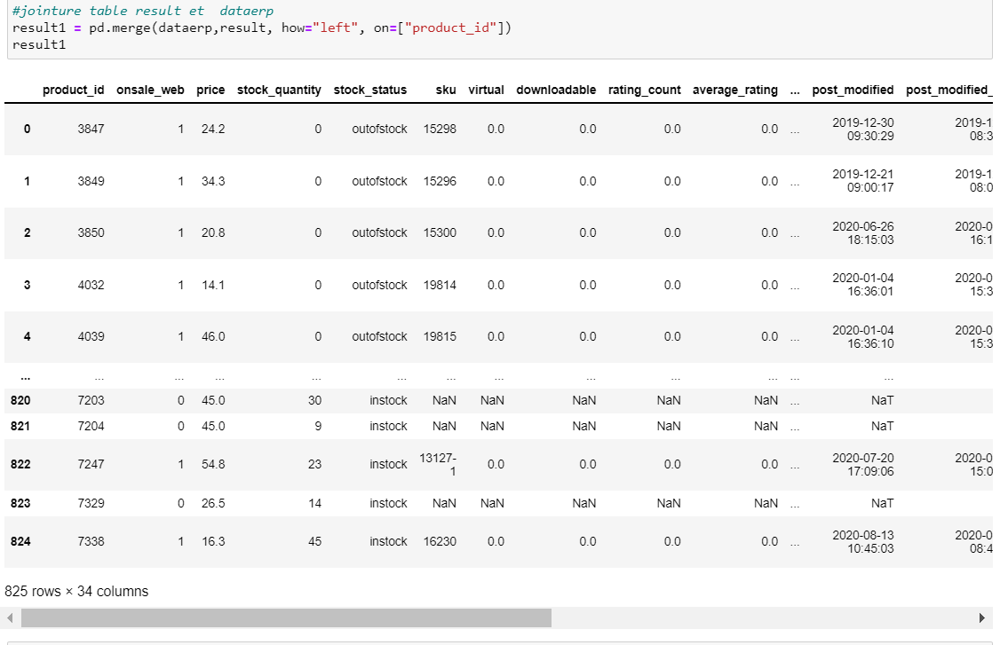 #jointure table result et  dataerp
result1 = pd.merge(dataerp,result, how="left", on=["product_id"])
result1
product_id onsale_web price stock_quantity stock_status sku virtual downloadable rating_count average_rating ... post_modified post_modified_
0 3847 1 24.2 0 outofstock 15298 0.0 0.0 0.0 0.0 ... 2019-12-30 2019-1
09:30:29 08:3
1 3849 1 34.3 0 outofstock 15296 0.0 0.0 0.0 0.0 ... 2019-12-21 2019-1
09:00:17 08:0
2 3850 1 20.8 0 outofstock 15300 0.0 0.0 0.0 0.0 ... 2020-06-26 2020-0
18:15:03 16:1
3 4032 1 14.1 0 outofstock 19814 0.0 0.0 0.0 0.0 ... 2020-01-04 2020-0
16:36:01 15:3
4 4039 1 46.0 0 outofstock 19815 0.0 0.0 0.0 0.0 ... 2020-01-04 2020-0
16:36:10 15:3
... ... ... ... ... ... ... ... ... ... ... ... ...
820 7203 0 45.0 30 instock NaN NaN NaN NaN NaN ... NaT
821 7204 0 45.0 9 instock NaN NaN NaN NaN NaN ... NaT
822 7247 1 54.8 23 instock 13127- 0.0 0.0 0.0 0.0 ... 2020-07-20 2020-0
1 17:09:06 15:0
823 7329 0 26.5 14 instock NaN NaN NaN NaN NaN ... NaT
824 7338 1 16.3 45 instock 16230 0.0 0.0 0.0 0.0 ... 2020-08-13 2020-0
10:45:03 08:4
825 rows × 34 columns